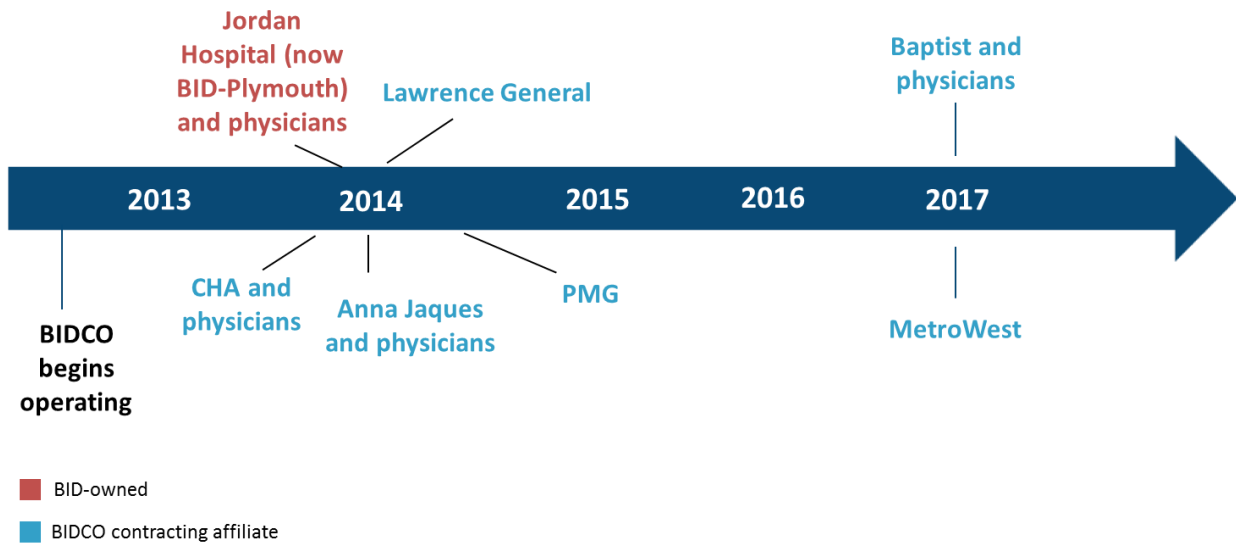 Jordan
Hospital (now
BID-Plymouth)
and physicians
Lawrence General
Baptist and
physicians
2013
2014
2015
2016
2017
CHA and
physicians
Anna Jaques
and physicians
PMG
MetroWest
BIDCO
begins
operating
BID-owned
BIDCO contracting affiliate